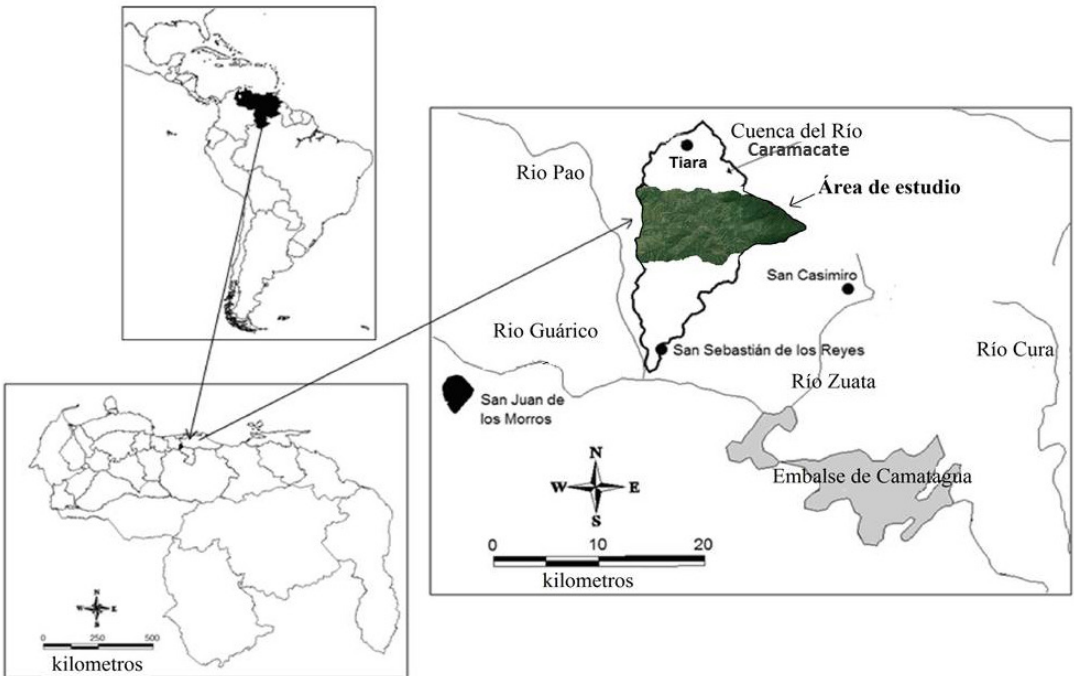 Cuenca del Río
Caramacate
Tiara
Rio Pao
Área de estudio
San Casimiro
Rio Guárico
San Sebastián de los Reyes
Río Cura
Río Zuata
San Juan de
los Morros
Embalse de Camatagua
N
W E
S
0 10 20
kilometros
N
W E
S
0 250 500
kilometros